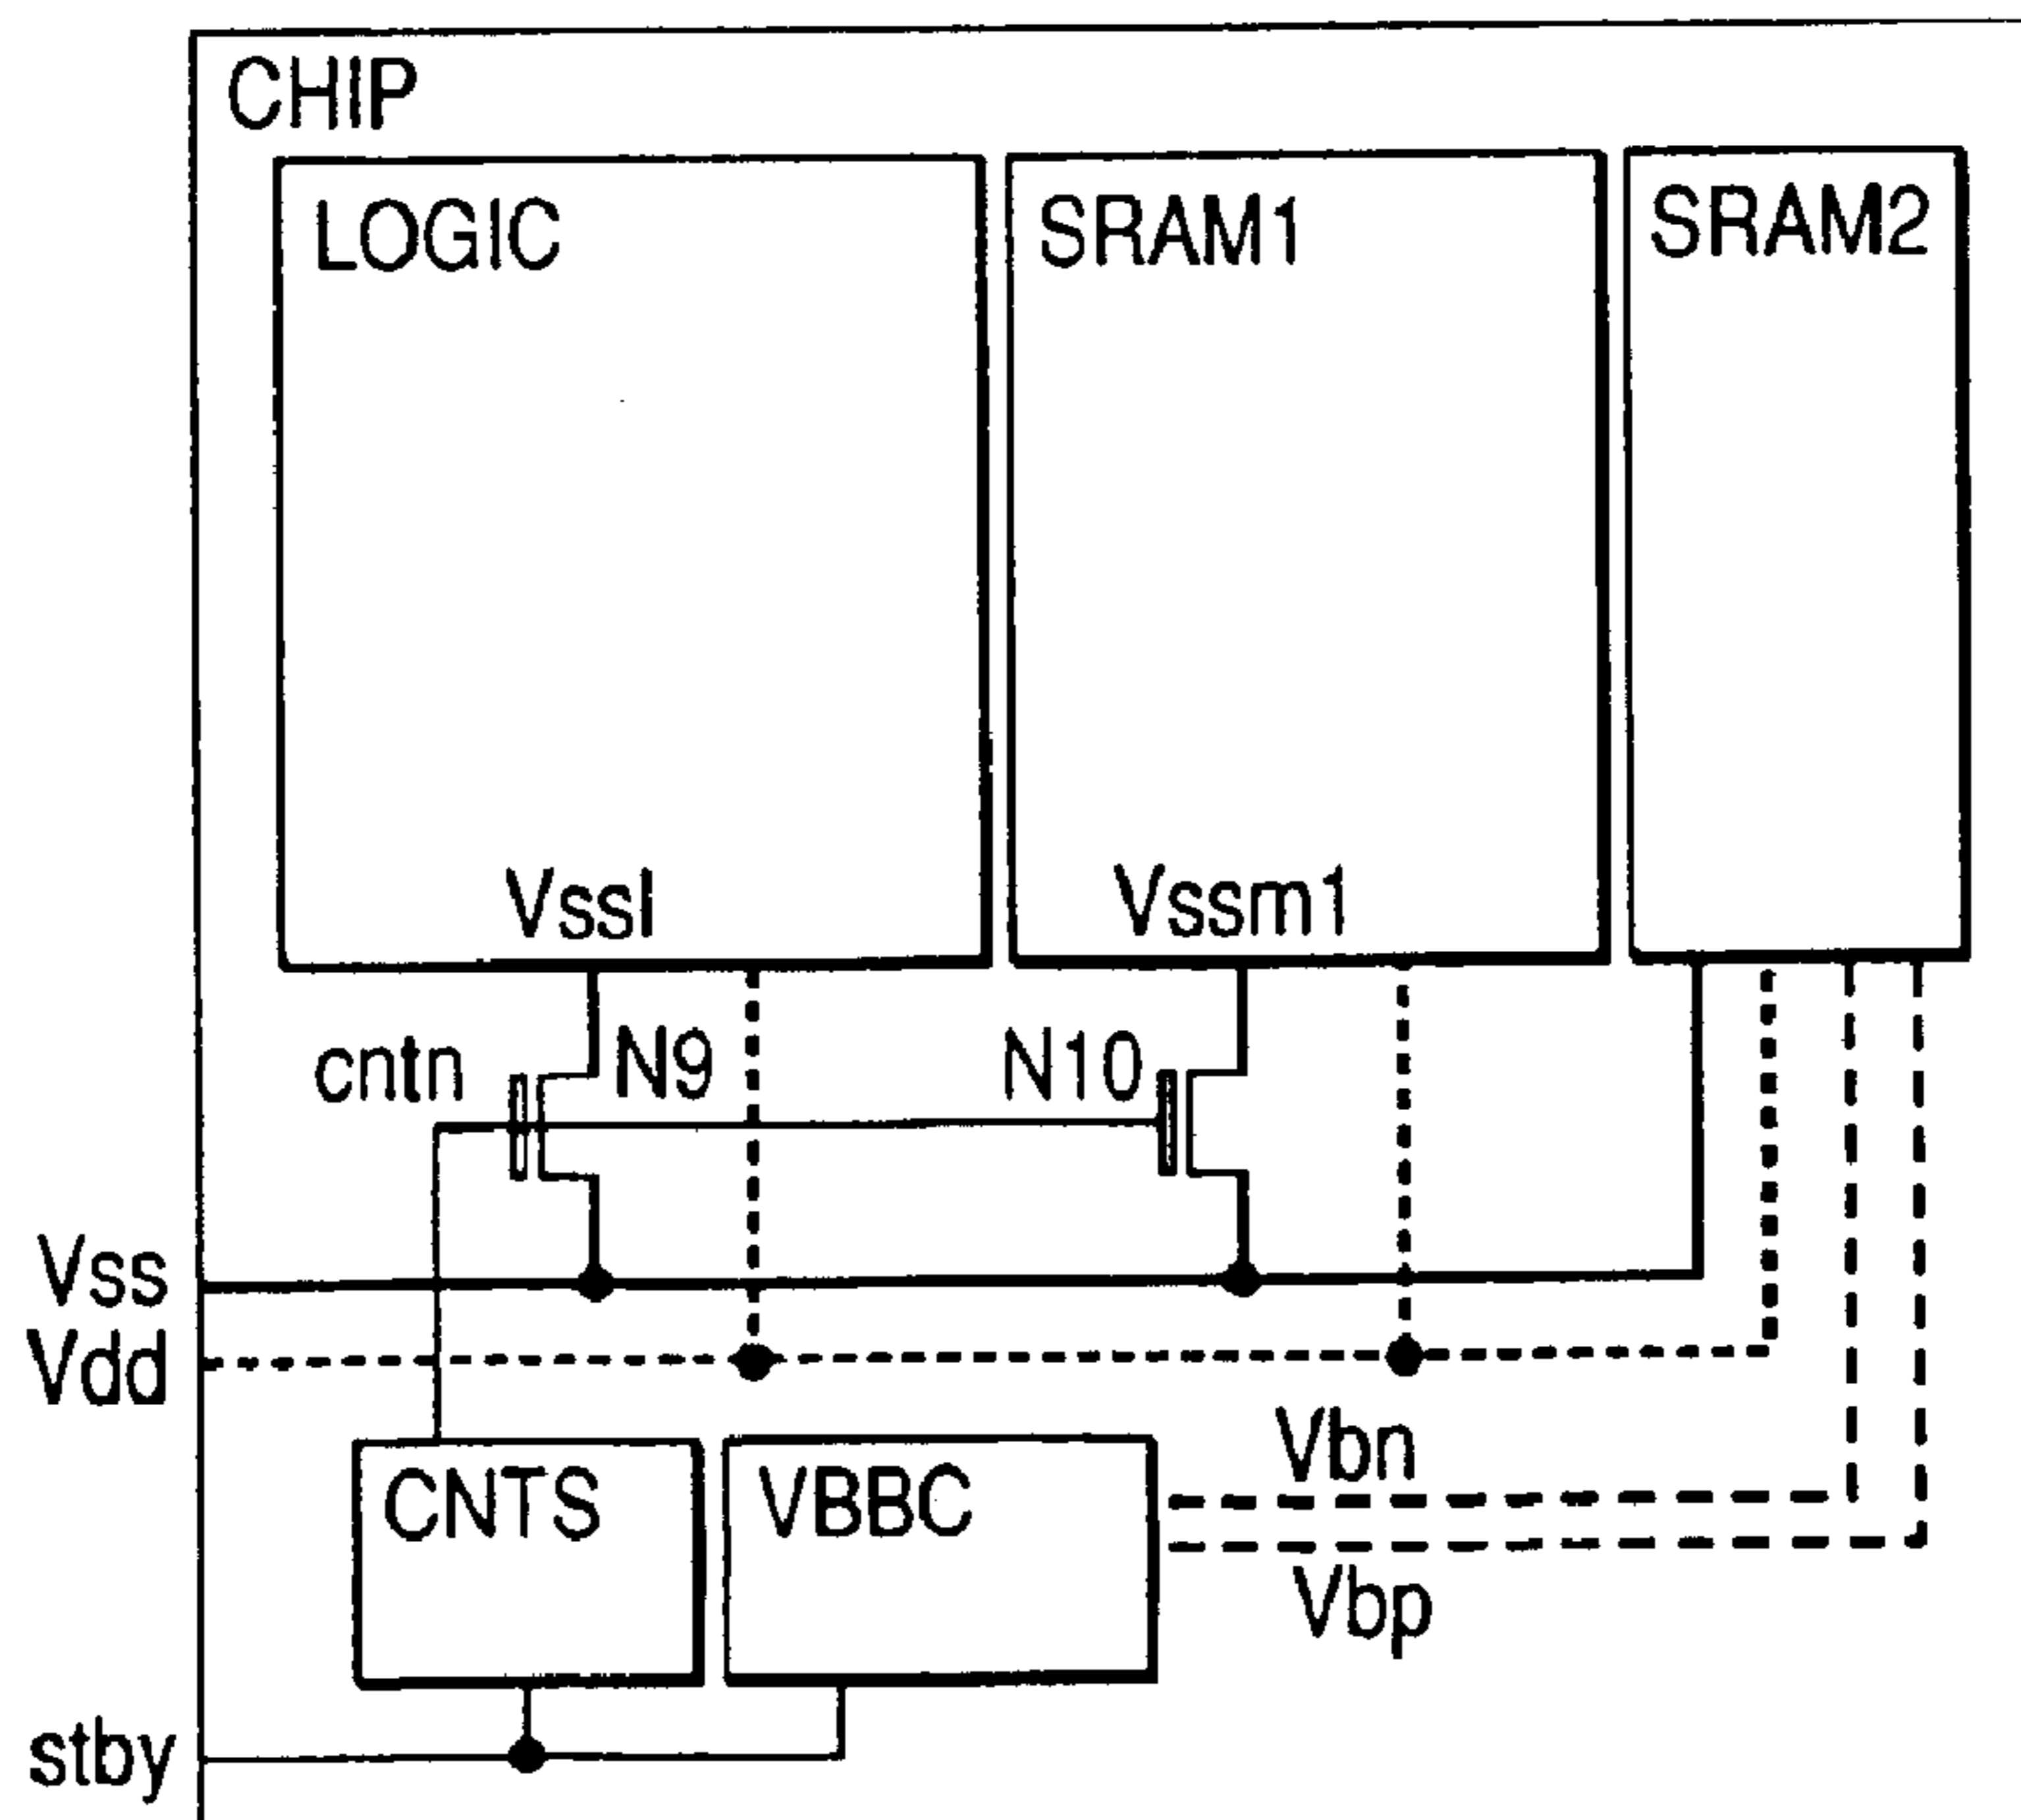 CHIP
LOGIC
SRAM1
SRAM2
Vssl
Vssm1
cntn
N9
N10
Vss
Vdd
CNTS
VBBC
Vbn
Vbp
stby